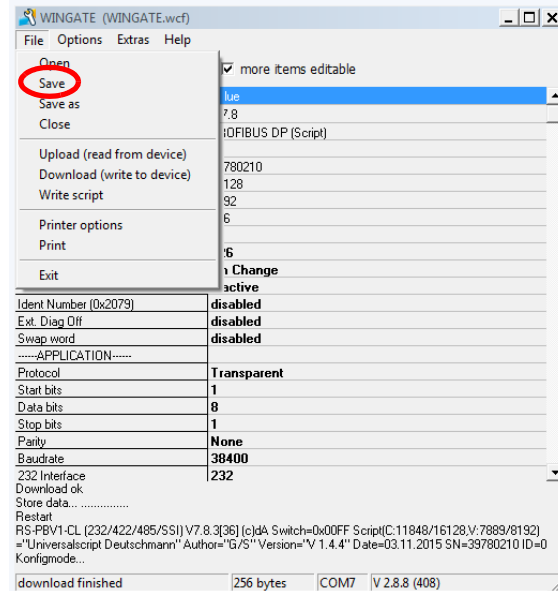 WINGATE (WINGATE.wcf)
File Options Extras Help
Open
Save
Save as
Close
Upload (read from device)
Download (write to device)
Write script
Printer options
Print
Exit
more items editable
lue
7.8
OFIBUS DP (Script)
780210
128
92
6
26
Change
active
Ident Number (0x2079) disabled
Ext. Diag Off disabled
Swap word disabled
------APPLICATION------
Protocol Transparent
Start bits 1
Data bits 8
Stop bits 1
Parity None
Baudrate 38400
232 Interface 232
Download ok
Store data... ...............
Restart
RS-PBV1-CL (232/422/485/SSI) V7.8.3[36] (c)dA Switch=0x00FF Script(C:11848/16128,V:7889/8192)
="Universalscript Deutschmann" Author="G/S" Version="V 1.4.4" Date=03.11.2015 SN=39780210 ID=0
Konfigmode...
download finished 256 bytes COM7 V 2.8.8 (408)